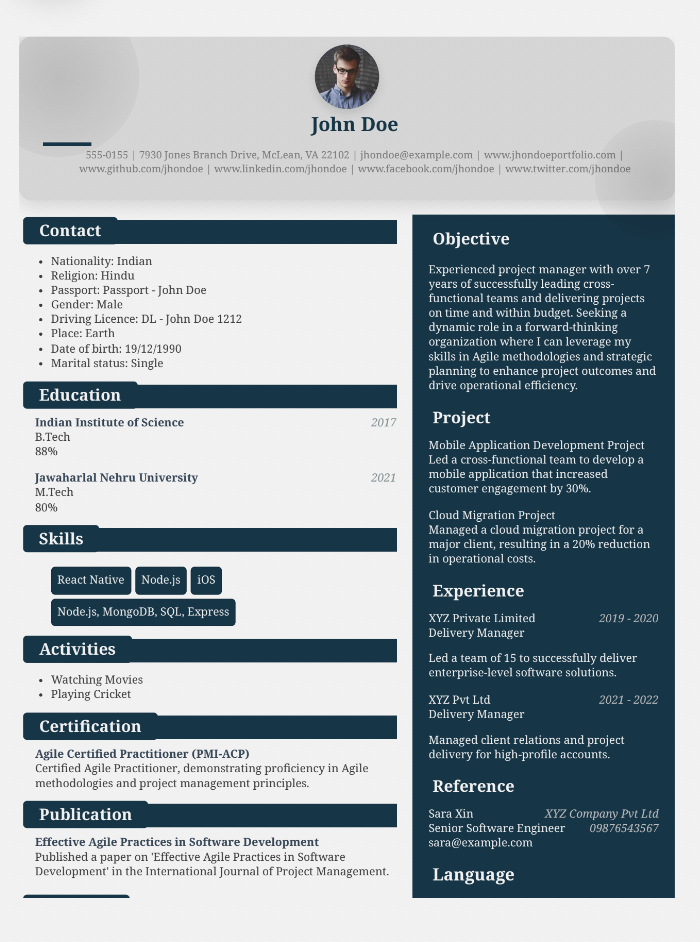 John Doe
555-0155 | 7930 Jones Branch Drive, McLean, VA 22102 | jhondoe@example.com | www.jhondoeportfolio.com |
www.github.com/jhondoe | www.linkedin.com/jhondoe | www.facebook.com/jhondoe | www.twitter.com/jhondoe
Contact
• Nationality: Indian
• Religion: Hindu
• Passport: Passport - John Doe
• Gender: Male
• Driving Licence: DL - John Doe 1212
• Place: Earth
• Date of birth: 19/12/1990
• Marital status: Single
Education
Indian Institute of Science 2017
B.Tech
88%
Jawaharlal Nehru University 2021
M.Tech
80%
Skills
React Native Node.js iOS
Node.js, MongoDB, SQL, Express
Activities
• Watching Movies
• Playing Cricket
Certification
Agile Certified Practitioner (PMI-ACP)
Certified Agile Practitioner, demonstrating proficiency in Agile
methodologies and project management principles.
Publication
Effective Agile Practices in Software Development
Published a paper on 'Effective Agile Practices in Software
Development' in the International Journal of Project Management.
Objective
Experienced project manager with over 7
years of successfully leading cross-
functional teams and delivering projects
on time and within budget. Seeking a
dynamic role in a forward-thinking
organization where I can leverage my
skills in Agile methodologies and strategic
planning to enhance project outcomes and
drive operational efficiency.
Project
Mobile Application Development Project
Led a cross-functional team to develop a
mobile application that increased
customer engagement by 30%.
Cloud Migration Project
Managed a cloud migration project for a
major client, resulting in a 20% reduction
in operational costs.
Experience
XYZ Private Limited 2019 - 2020
Delivery Manager
Led a team of 15 to successfully deliver
enterprise-level software solutions.
XYZ Pvt Ltd 2021 - 2022
Delivery Manager
Managed client relations and project
delivery for high-profile accounts.
Reference
Sara Xin XYZ Company Pvt Ltd
Senior Software Engineer 09876543567
sara@example.com
Language